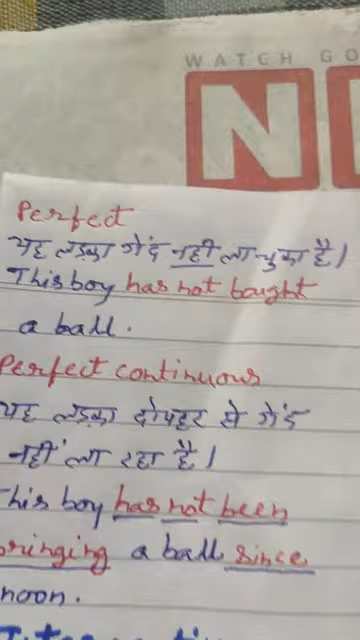 WATCH GO
N
Perfect
यह लड़का गेंद नहीं ला चुका है।
This boy has not bought
a ball.
Perfect continuous
यह लड़का दोपहर से गेंद
नहीं ला रहा है।
This boy has not been
bringing a ball since
noon.